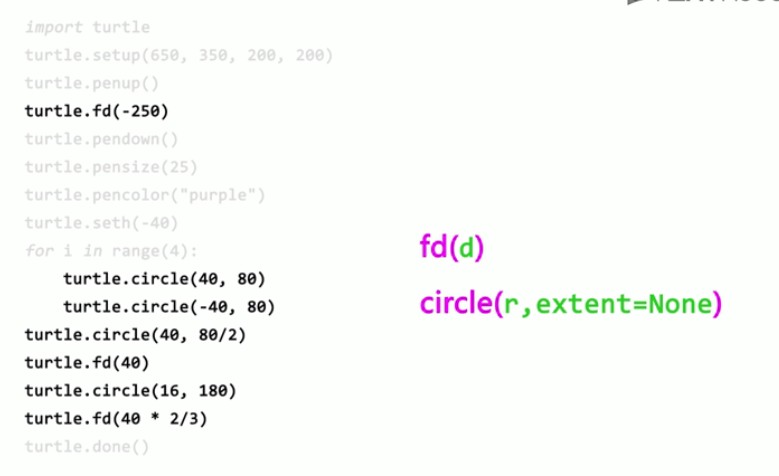 import turtle
turtle.setup(650, 350, 200, 200)
turtle.penup()
turtle.fd(-250)
turtle.pendown()
turtle.pensize(25)
turtle.pencolor("purple")
turtle.seth(-40)
for i in range(4):
    turtle.circle(40, 80)
    turtle.circle(-40, 80)
turtle.circle(40, 80/2)
turtle.fd(40)
turtle.circle(16, 180)
turtle.fd(40 * 2/3)
turtle.done()
fd(d)
circle(r,extent=None)